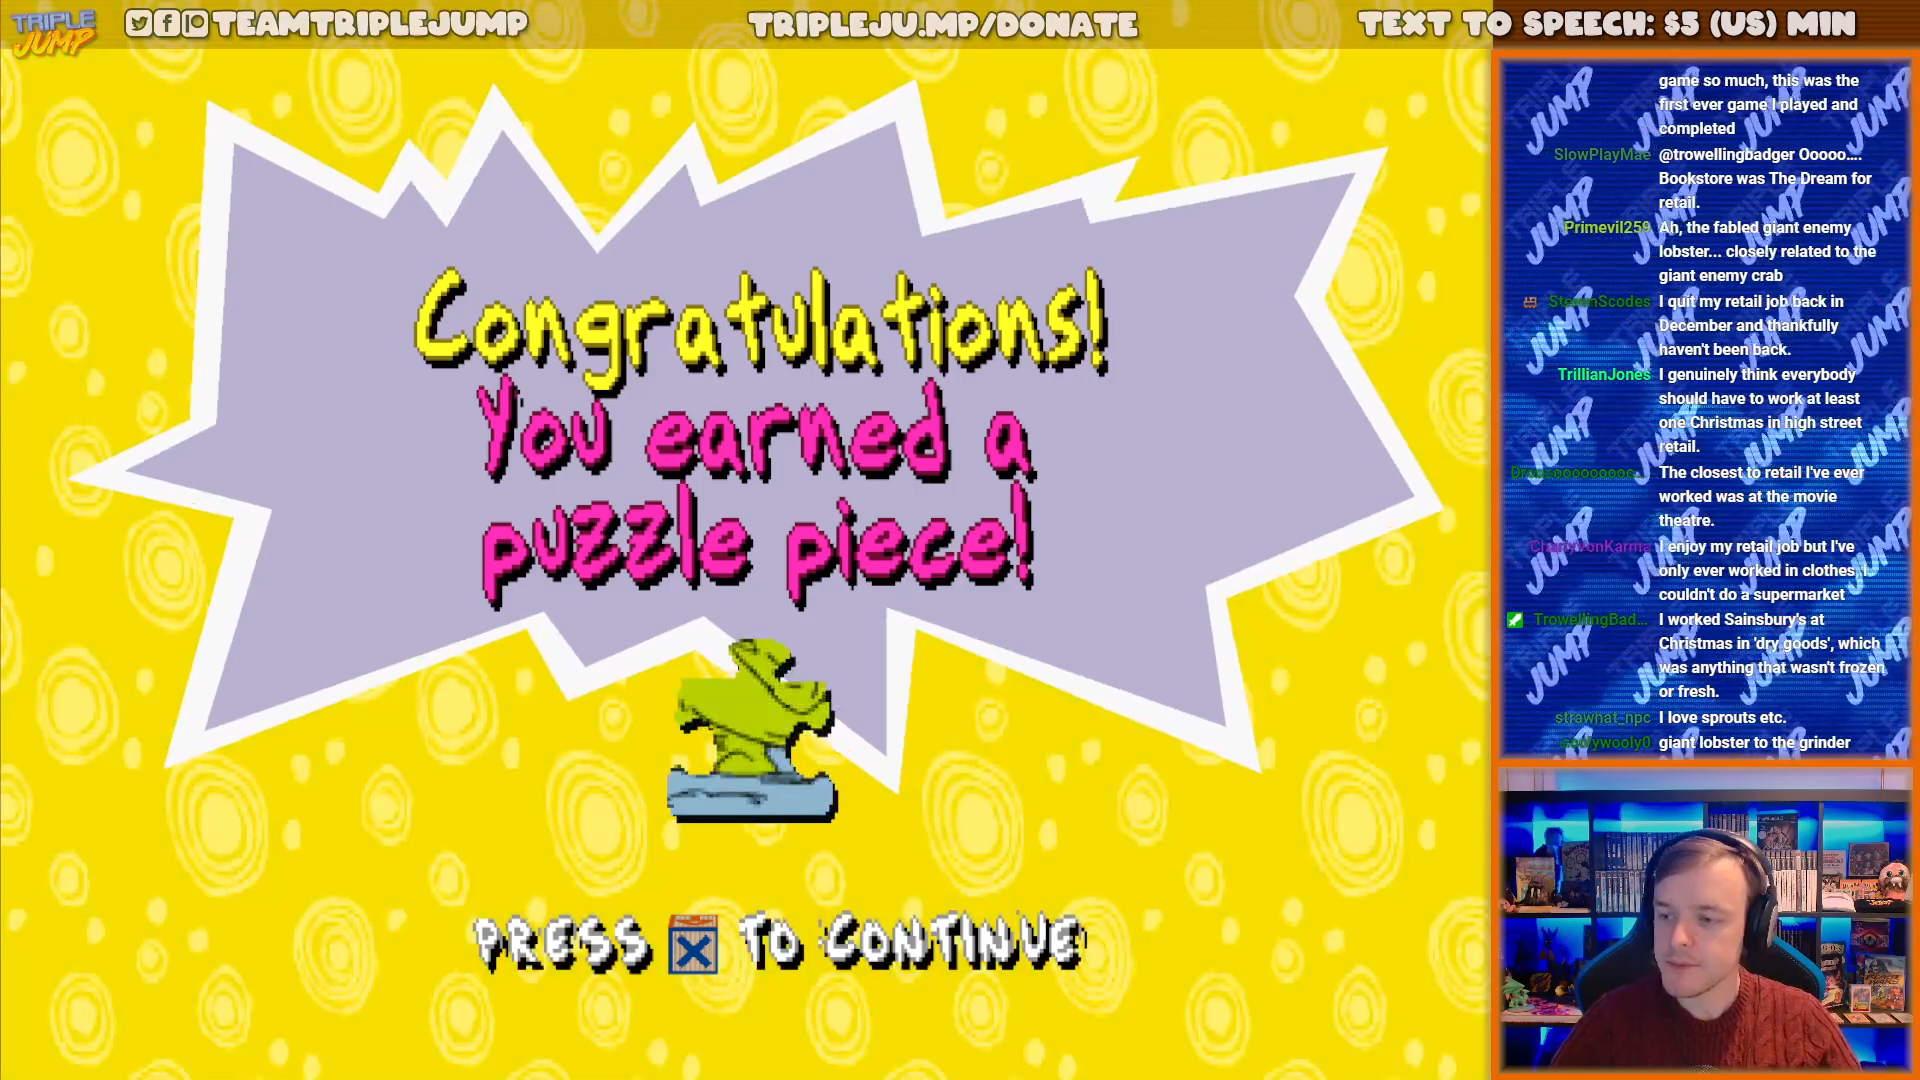 TRIPLE
JUMP
TEAMTRIPLEJUMP
TRIPLEJU.MP/DONATE
TEXT TO SPEECH: $5 (US) MIN
Congratulations!
You earned a
puzzle piece!
PRESS X TO CONTINUE
game so much, this was the
first ever game I played and
completed
SlowPlayMae @trowellingbadger Ooooo....
Bookstore was The Dream for
retail.
Primevil259 Ah, the fabled giant enemy
lobster... closely related to the
giant enemy crab
I quit my retail job back in
December and thankfully
haven't been back.
TrillianJones I genuinely think everybody
should have to work at least
one Christmas in high street
retail.
The closest to retail I've ever
worked was at the movie
theatre.
CharlyVonKarma I enjoy my retail job but I've
only ever worked in clothes, I
couldn't do a supermarket
TrowellingBad... I worked Sainsbury's at
Christmas in 'dry goods', which
was anything that wasn't frozen
or fresh.
strawhat_npc I love sprouts etc.
giant lobster to the grinder